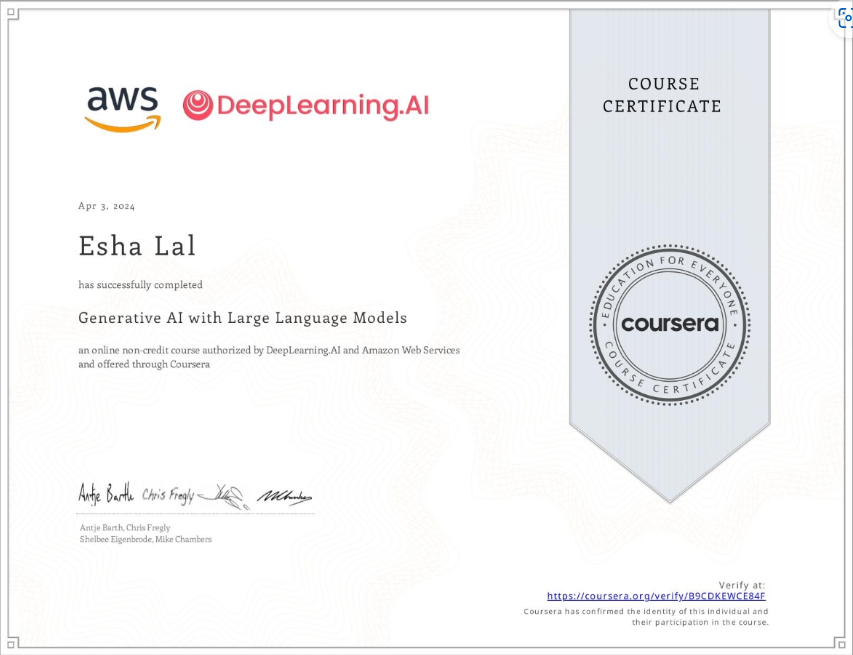 aws DeepLearning.AI
COURSE
CERTIFICATE
Apr 3, 2024
Esha Lal
has successfully completed
Generative AI with Large Language Models
an online non-credit course authorized by DeepLearning.AI and Amazon Web Services
and offered through Coursera
EDUCATION FOR EVERYONE
coursera
COURSE CERTIFICATE
Antje Barth Chris Fregly
Antje Barth, Chris Fregly
Shelbee Eigenbrode, Mike Chambers
Verify at:
https://coursera.org/verify/B9CDKEWCE84F
Coursera has confirmed the identity of this individual and
their participation in the course.